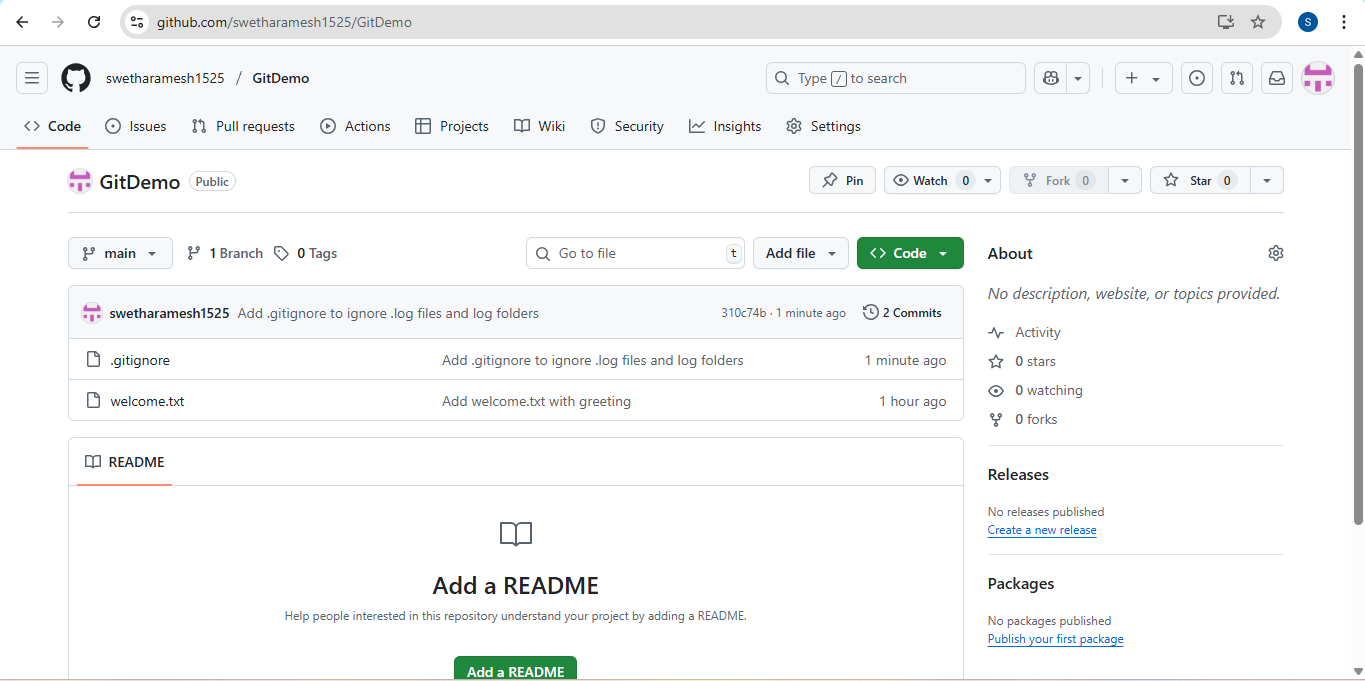 github.com/swetharamesh1525/GitDemo
S
swetharamesh1525 / GitDemo
Type / to search
Code Issues Pull requests Actions Projects Wiki Security Insights Settings
GitDemo Public
Pin Watch 0 Fork 0 Star 0
main 1 Branch 0 Tags Go to file t Add file Code
swetharamesh1525 Add .gitignore to ignore .log files and log folders 310c74b · 1 minute ago 2 Commits
.gitignore Add .gitignore to ignore .log files and log folders 1 minute ago
welcome.txt Add welcome.txt with greeting 1 hour ago
README
Add a README
Help people interested in this repository understand your project by adding a README.
Add a README
About
No description, website, or topics provided.
Activity
0 stars
0 watching
0 forks
Releases
No releases published
Create a new release
Packages
No packages published
Publish your first package